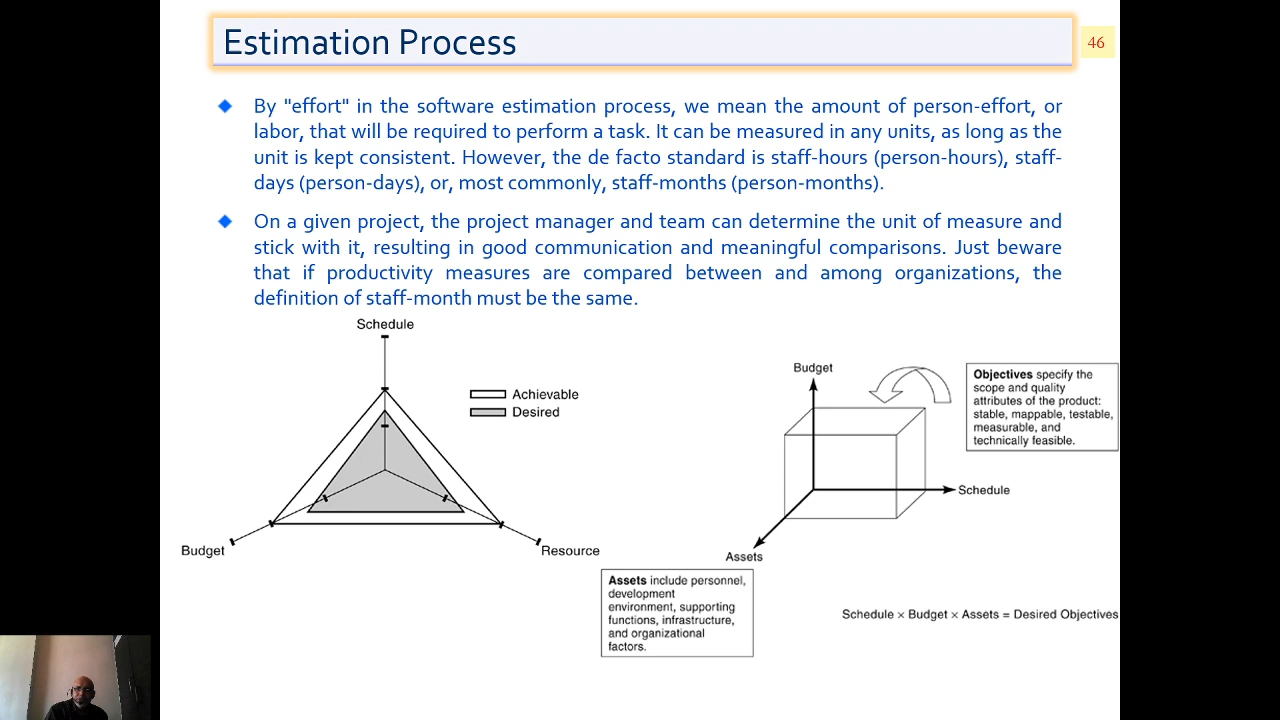 Estimation Process
46
By "effort" in the software estimation process, we mean the amount of person-effort, or
labor, that will be required to perform a task. It can be measured in any units, as long as the
unit is kept consistent. However, the de facto standard is staff-hours (person-hours), staff-
days (person-days), or, most commonly, staff-months (person-months).
On a given project, the project manager and team can determine the unit of measure and
stick with it, resulting in good communication and meaningful comparisons. Just beware
that if productivity measures are compared between and among organizations, the
definition of staff-month must be the same.
Schedule
Achievable
Desired
Budget
Resource
Budget
Objectives specify the
scope and quality
attributes of the product:
stable, mappable, testable,
measurable, and
technically feasible.
Schedule
Assets
Assets include personnel,
development
environment, supporting
functions, infrastructure,
and organizational
factors.
Schedule × Budget × Assets = Desired Objectives